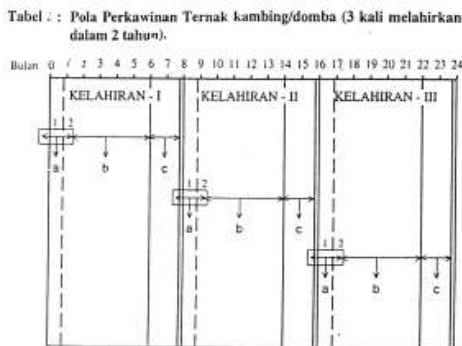 Tabel : Pola Perkawinan Ternak kambing/domba (3 kali melahirkan
dalam 2 tahun).
Bulan 0 1 2 3 4 5 6 7 8 9 10 11 12 13 14 15 16 17 18 19 20 21 22 23 24
KELAHIRAN - I KELAHIRAN - II KELAHIRAN - III
1 2
a b c
1 2
a b c
1 2
a b c